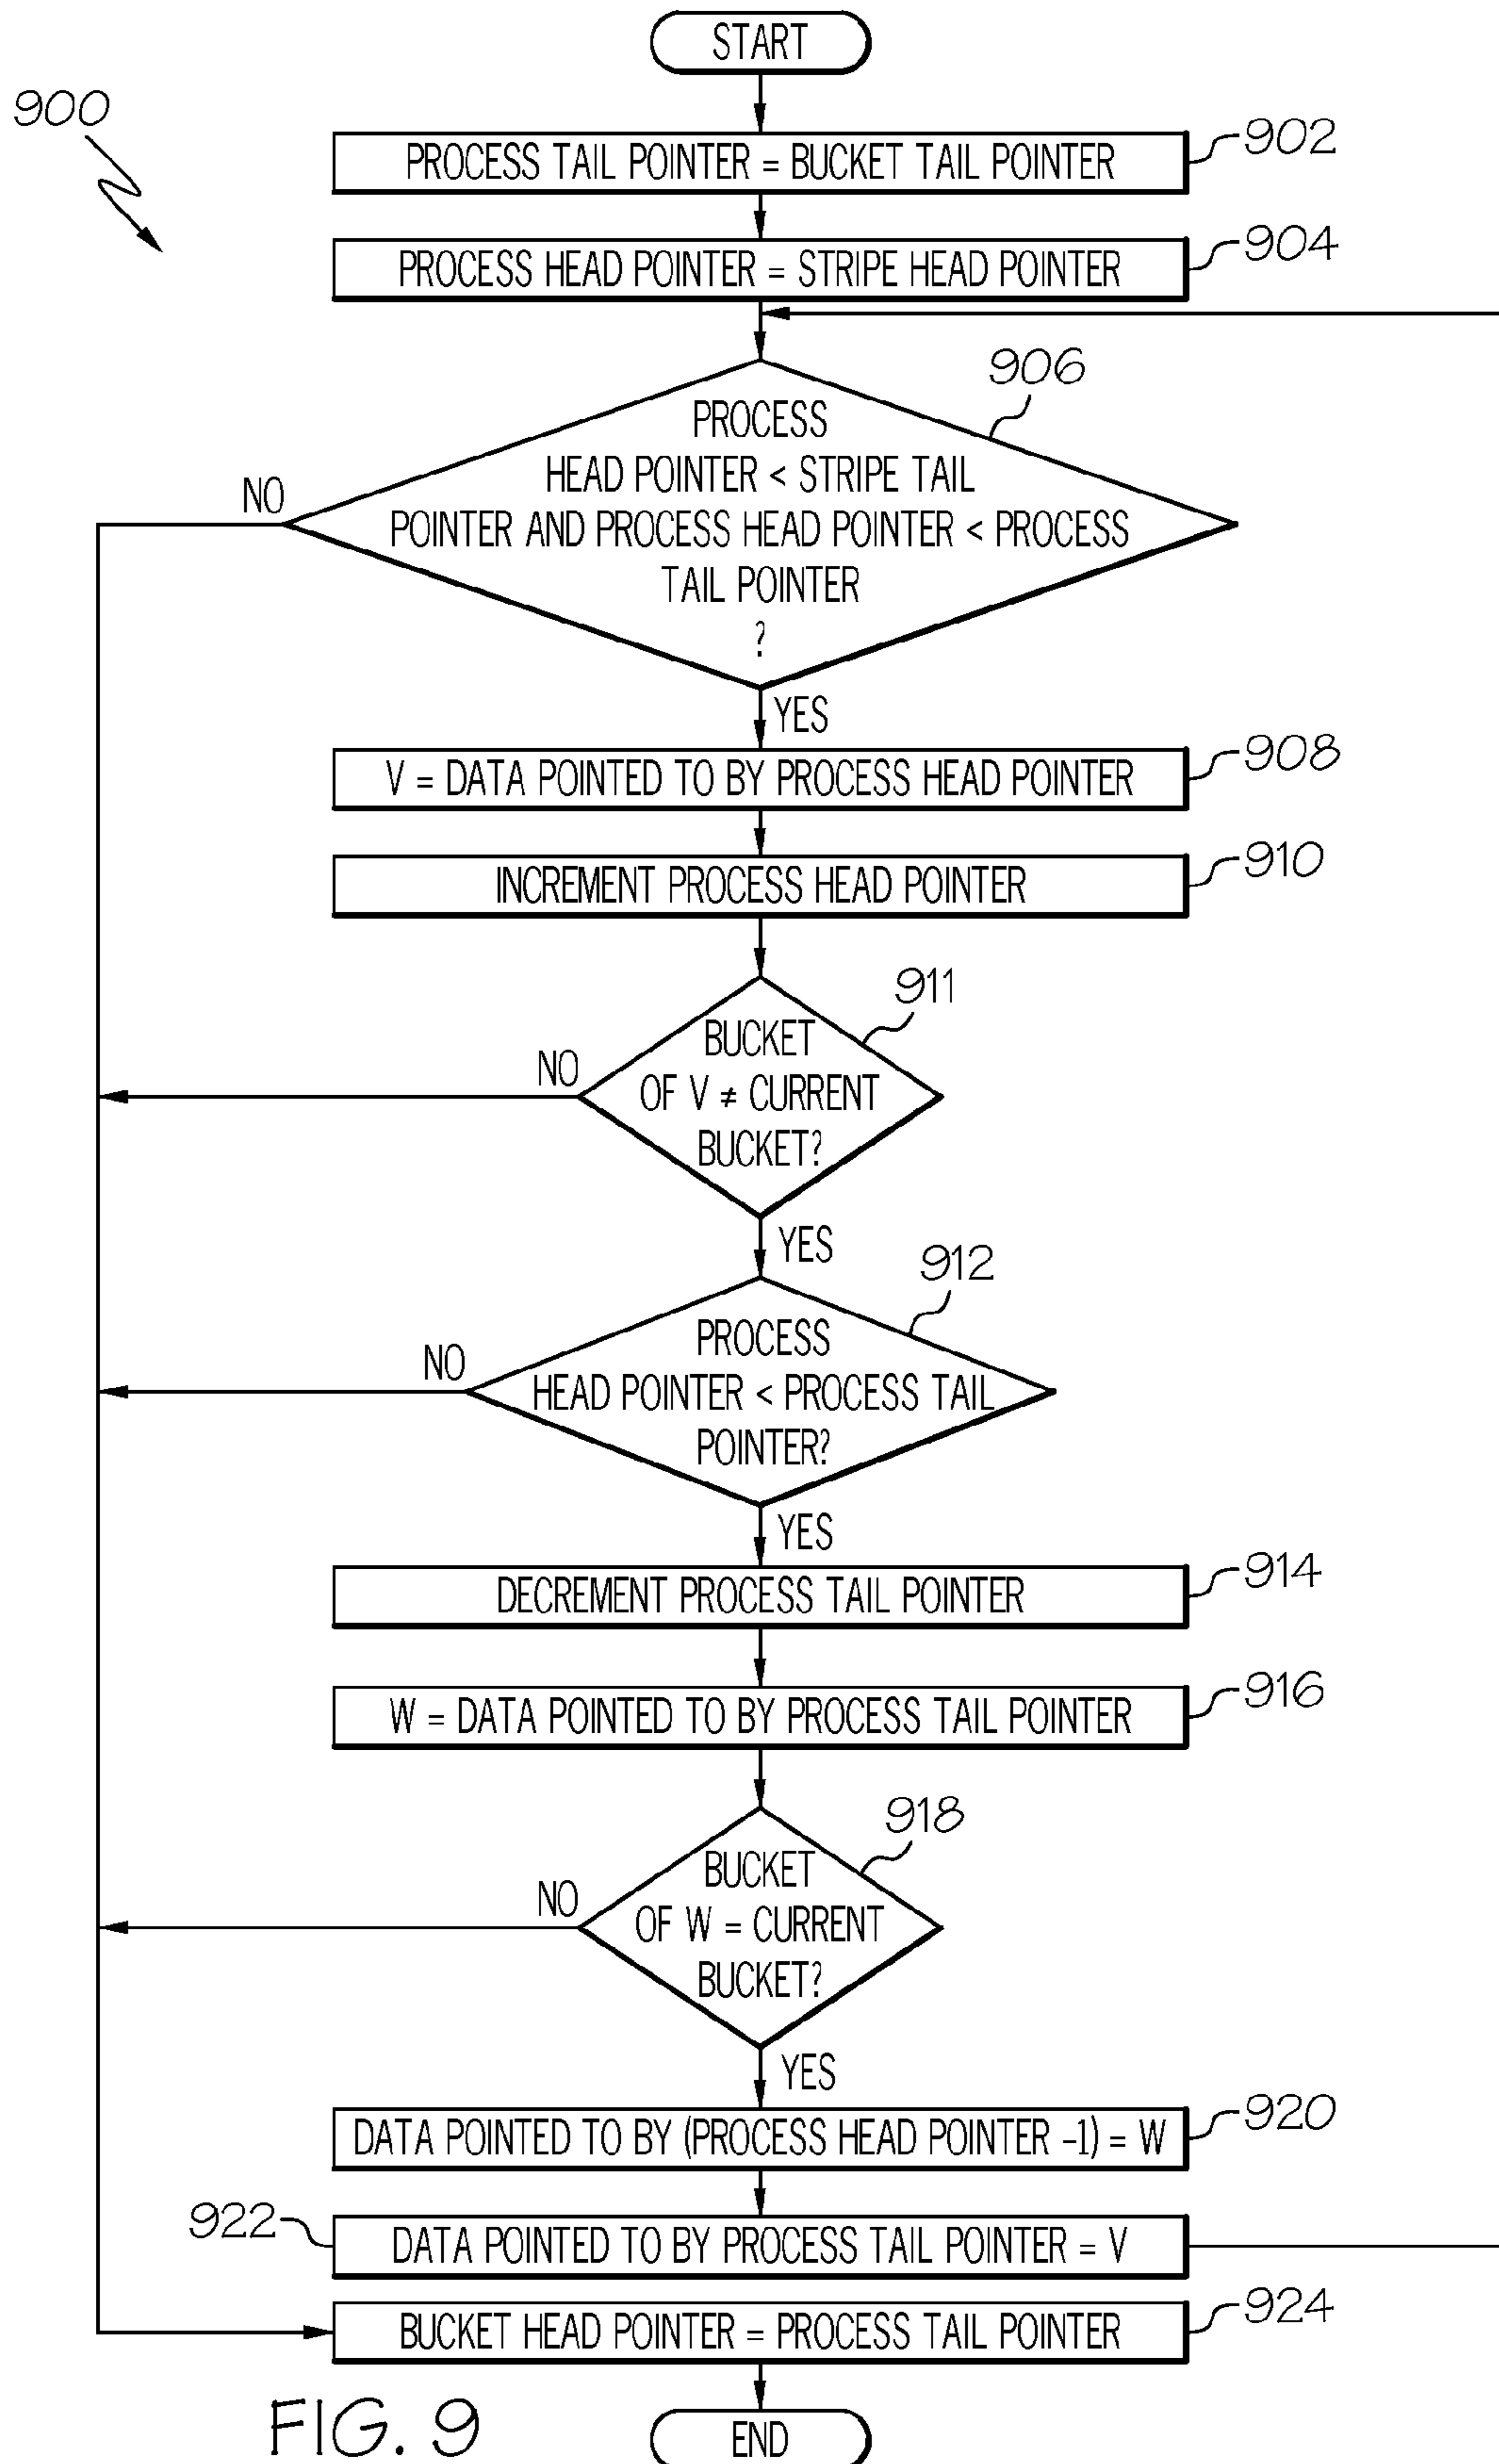 START
900
PROCESS TAIL POINTER = BUCKET TAIL POINTER
902
PROCESS HEAD POINTER = STRIPE HEAD POINTER
904
906
PROCESS
HEAD POINTER < STRIPE TAIL
POINTER AND PROCESS HEAD POINTER < PROCESS
TAIL POINTER
?
NO
YES
V = DATA POINTED TO BY PROCESS HEAD POINTER
908
INCREMENT PROCESS HEAD POINTER
910
911
BUCKET
OF V ≠ CURRENT
BUCKET?
NO
YES
912
PROCESS
HEAD POINTER < PROCESS TAIL
POINTER?
NO
YES
DECREMENT PROCESS TAIL POINTER
914
W = DATA POINTED TO BY PROCESS TAIL POINTER
916
918
BUCKET
OF W = CURRENT
BUCKET?
NO
YES
DATA POINTED TO BY (PROCESS HEAD POINTER -1) = W
920
922
DATA POINTED TO BY PROCESS TAIL POINTER = V
BUCKET HEAD POINTER = PROCESS TAIL POINTER
924
FIG. 9
END